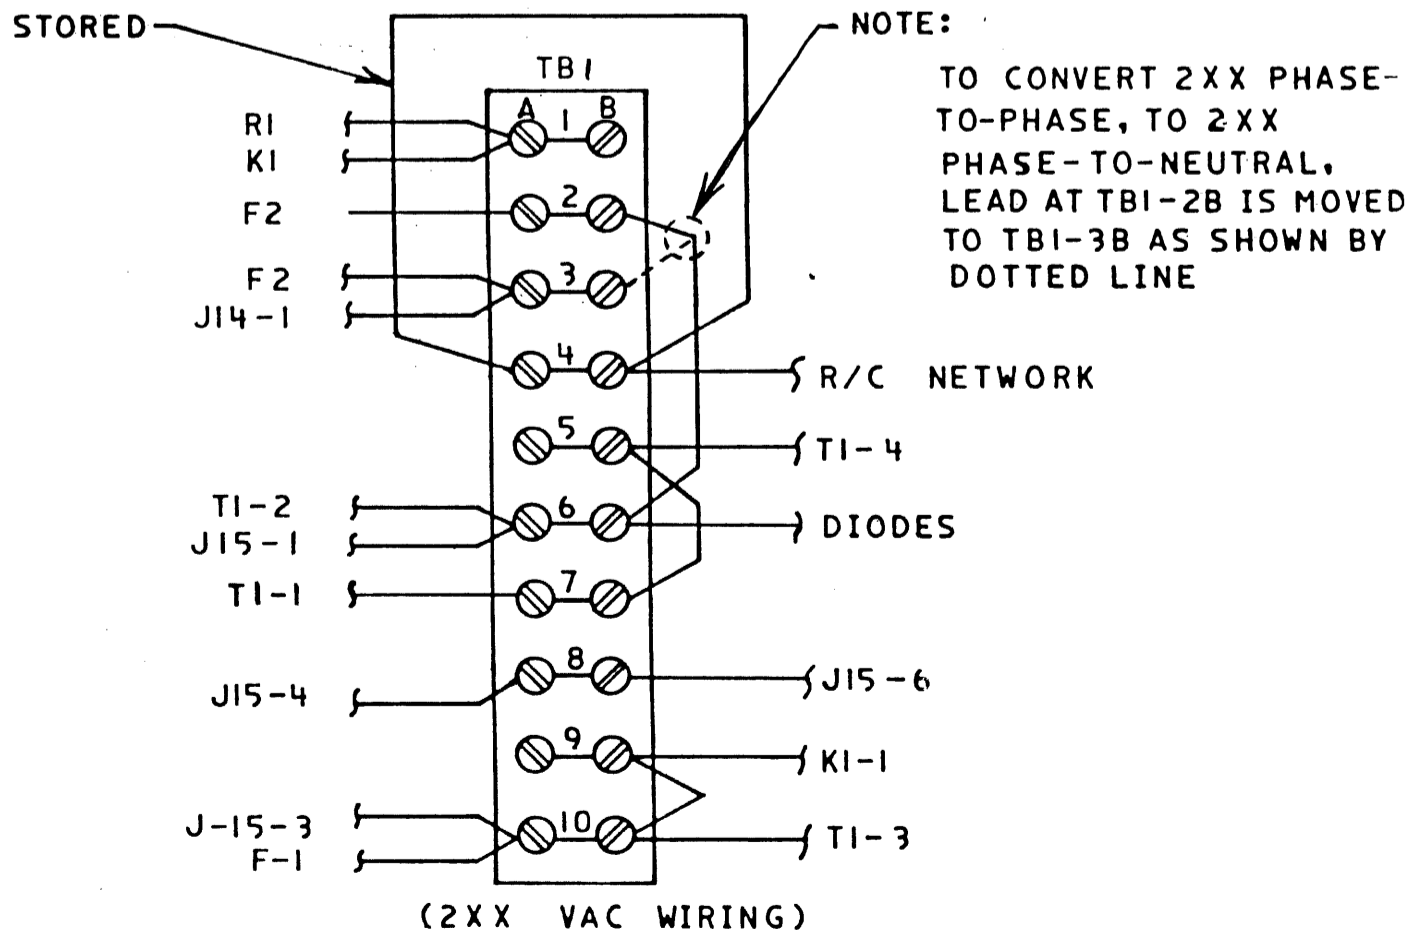 STORED
NOTE:
TO CONVERT 2XX PHASE-
TO-PHASE, TO 2XX
PHASE-TO-NEUTRAL,
LEAD AT TB1-2B IS MOVED
TO TB1-3B AS SHOWN BY
DOTTED LINE
TB1
A 1 B
R1
K1
F2 2
F2 3
J14-1
4 R/C NETWORK
5 T1-4
T1-2 6 DIODES
J15-1
T1-1 7
J15-4 8 J15-6
9 K1-1
J-15-3 10 T1-3
F-1
(2XX VAC WIRING)